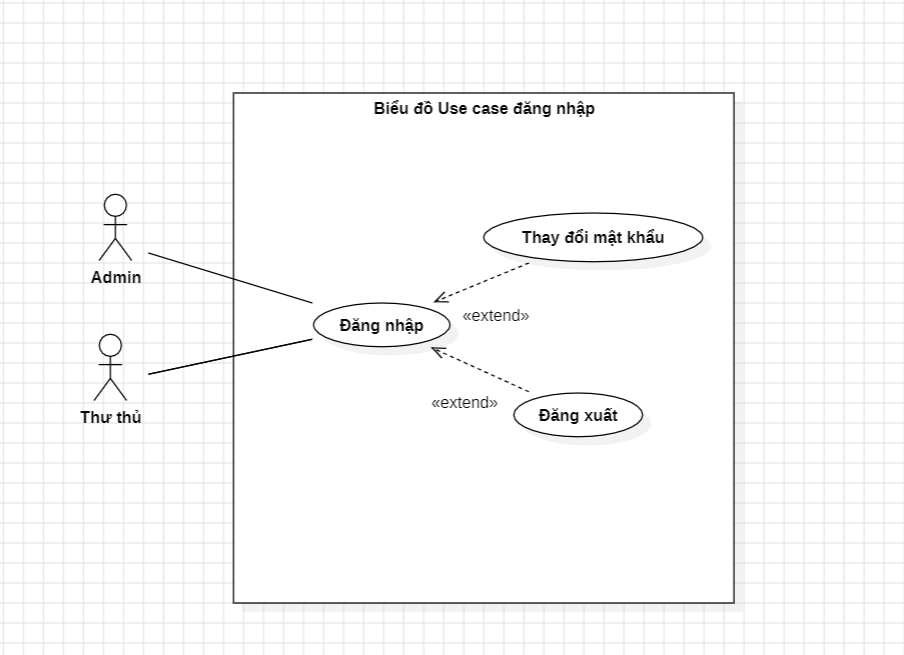 Biểu đồ Use case đăng nhập
Admin
Thay đổi mật khẩu
«extend»
Đăng nhập
Thư thủ
«extend»
Đăng xuất